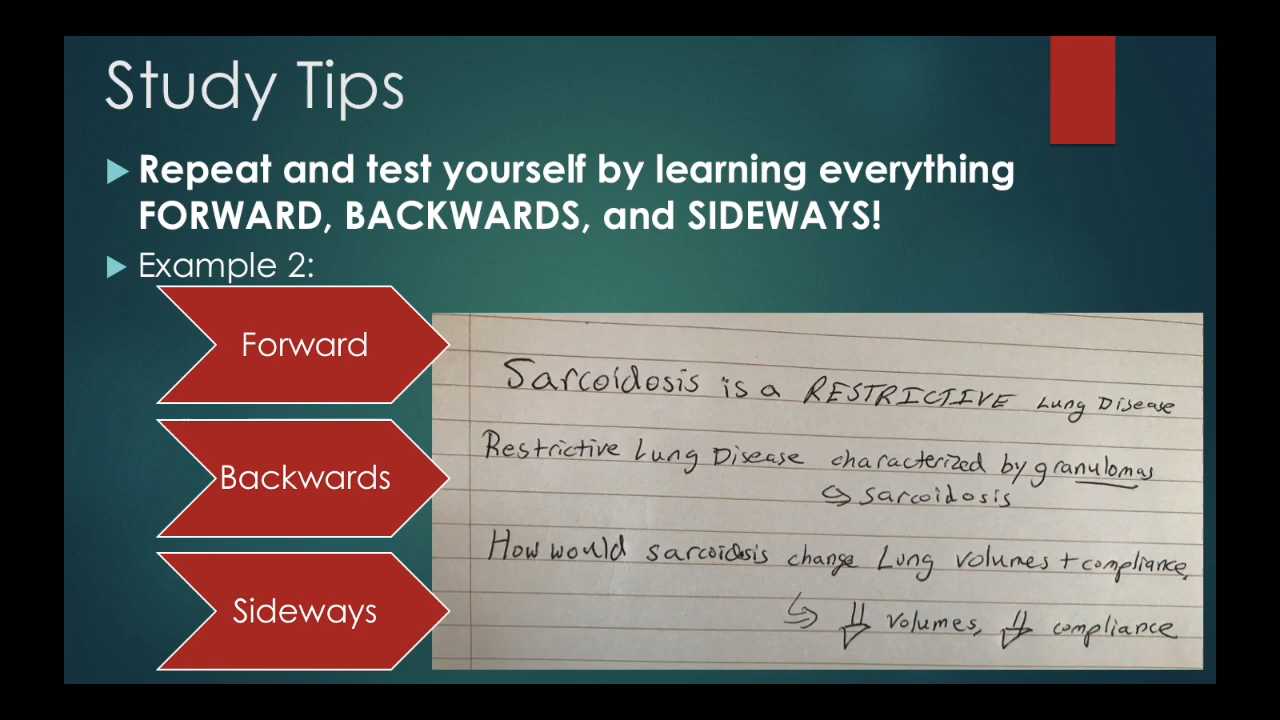 Study Tips
Repeat and test yourself by learning everything
FORWARD, BACKWARDS, and SIDEWAYS!
Example 2:
Forward
Sarcoidosis is a RESTRICTIVE Lung Disease
Backwards
Restrictive Lung Disease characterized by granulomas
↳ sarcoidosis
Sideways
How would sarcoidosis change Lung volumes + compliance,
↳ ⇓ volumes, ⇓ compliance